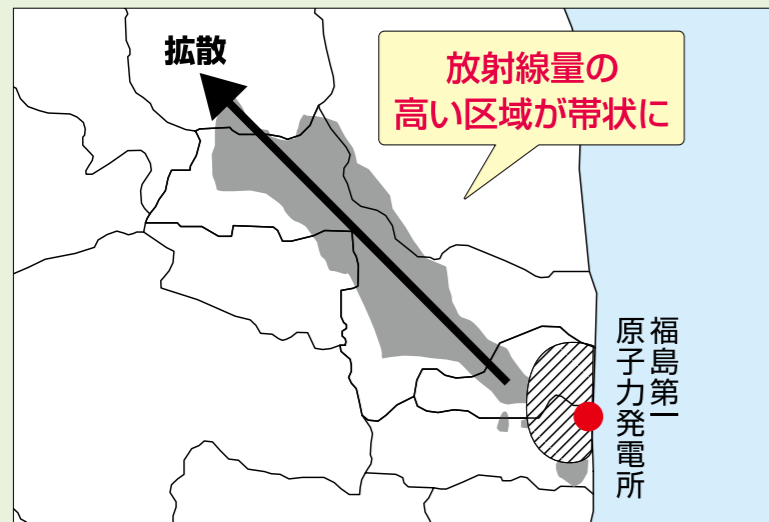 拡散
放射線量の
高い区域が帯状に
福島第一
原子力発電所